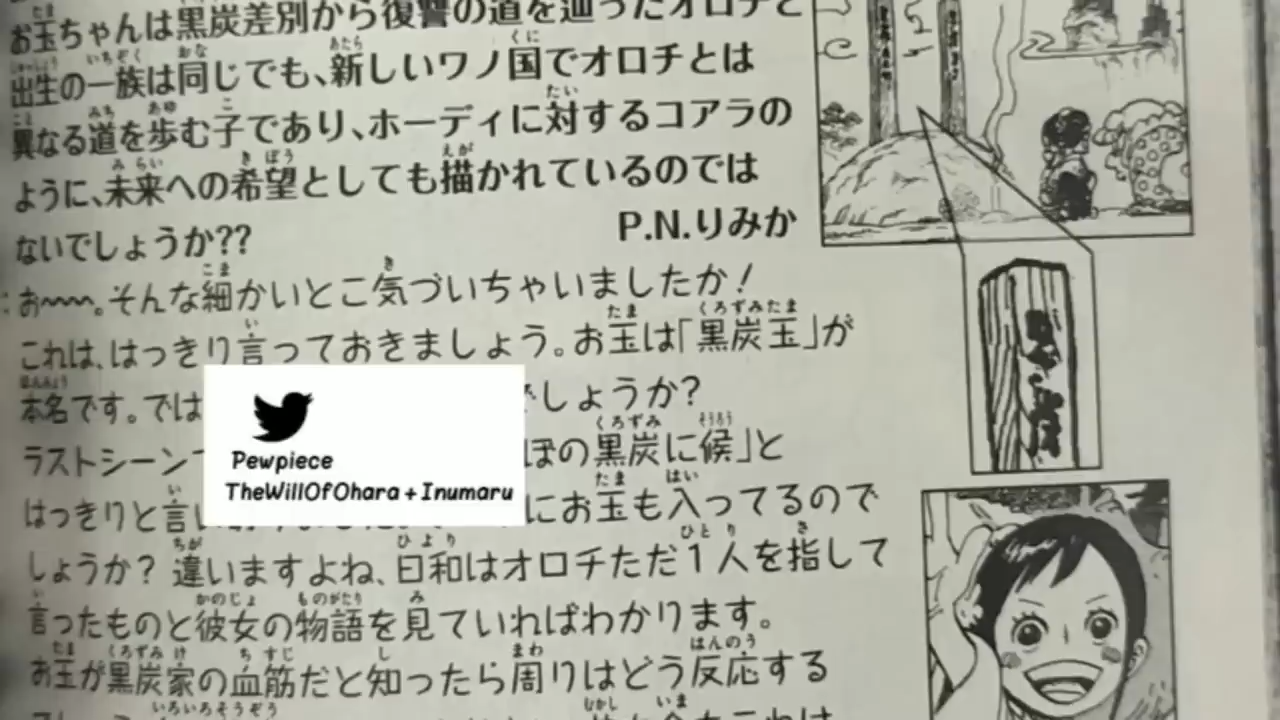 お玉ちゃんは黒炭差別から復讐の道を辿ったオロチと
出生の一族は同じでも、新しいワノ国でオロチとは
異なる道を歩む子であり、ホーディに対するコアラの
ように、未来への希望としても描かれているのでは
ないでしょうか??
P.N.りみか
:お〜〜〜。そんな細かいとこ気づいちゃいましたか!
これは、はっきり言っておきましょう。お玉は「黒炭玉」が
本名です。では
でしょうか?
ラストシーンで
ぼの黒炭に候」と
はっきりと言い
にお玉も入ってるので
しょうか? 違いますよね、日和はオロチただ1人を指して
言ったものと彼女の物語を見ていればわかります。
お玉が黒炭家の血筋だと知ったら周りはどう反応する
Pewpiece
TheWillOfOhara + Inumaru